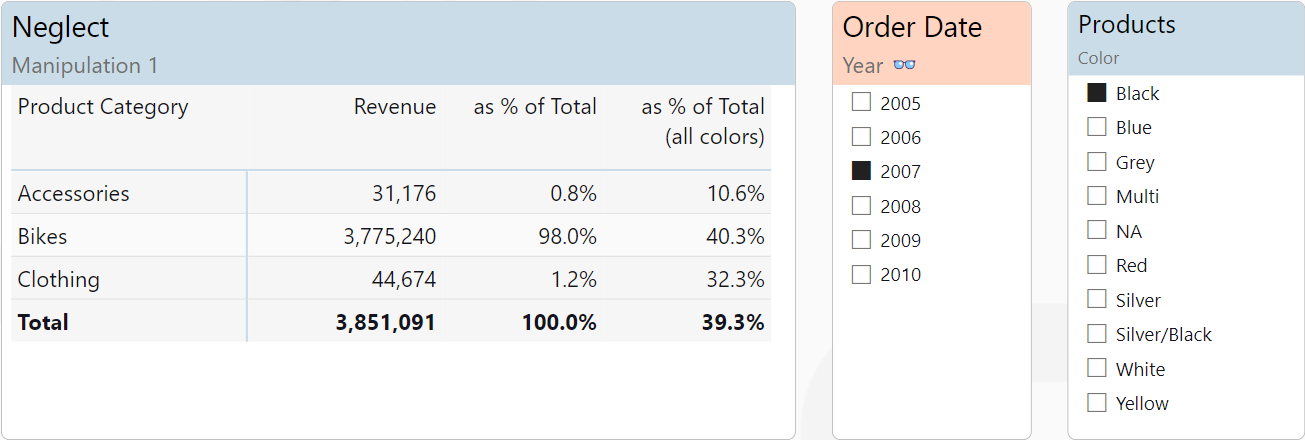 Neglect
Manipulation 1
Product Category Revenue as % of Total as % of Total
(all colors)
Accessories 31,176 0.8% 10.6%
Bikes 3,775,240 98.0% 40.3%
Clothing 44,674 1.2% 32.3%
Total 3,851,091 100.0% 39.3%
Order Date
Year
2005
2006
2007
2008
2009
2010
Products
Color
Black
Blue
Grey
Multi
NA
Red
Silver
Silver/Black
White
Yellow